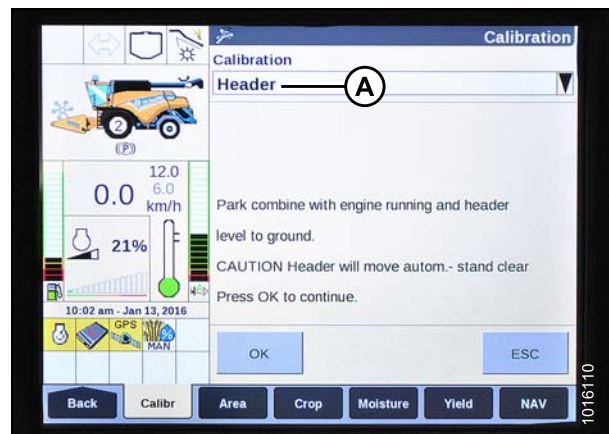 Calibration
Calibration
Header
A
2
(P)
12.0
0.0 6.0
km/h
21%
Park combine with engine running and header
level to ground.
CAUTION Header will move autom.- stand clear
Press OK to continue.
10:02 am - Jan 13, 2016
GPS
MAN
OK
ESC
Back
Calibr
Area
Crop
Moisture
Yield
NAV
1016110